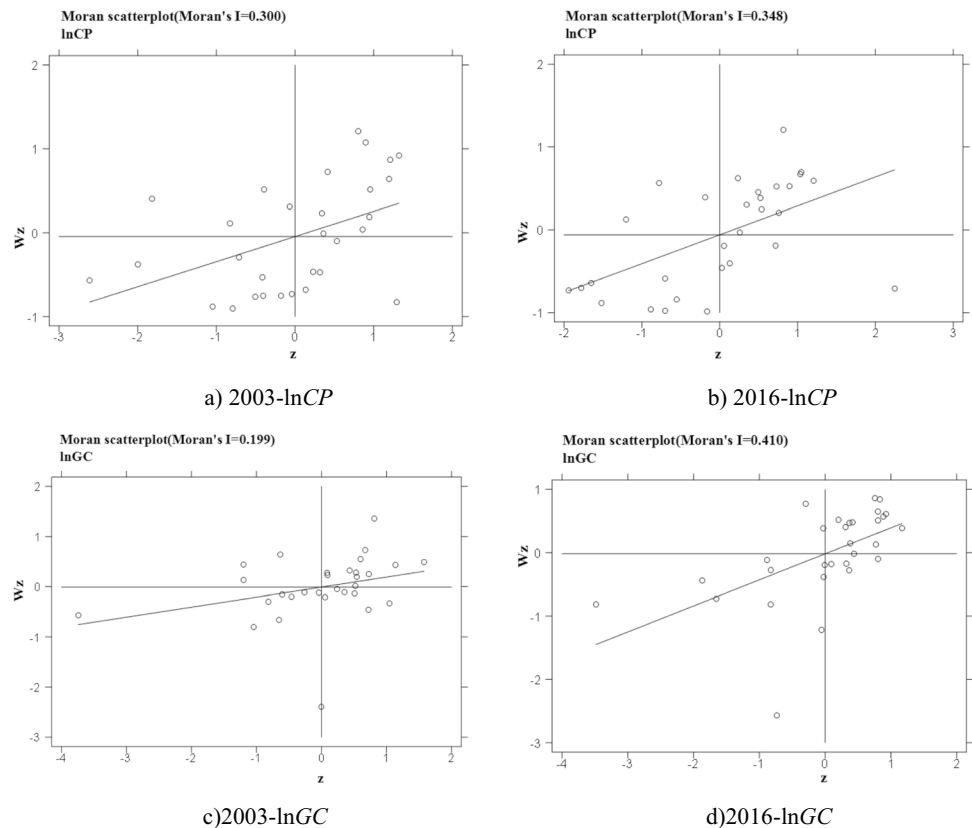 Moran scatterplot(Moran's I=0.300)
lnCP
2
1
0
-1
Wz
-3
-2
-1
0
1
2
z
a) 2003-lnCP
Moran scatterplot(Moran's I=0.348)
lnCP
2
1
0
-1
Wz
-2
-1
0
1
2
3
z
b) 2016-lnCP
Moran scatterplot(Moran's I=0.199)
lnGC
2
1
0
-1
-2
-3
Wz
-4
-3
-2
-1
0
1
2
z
c)2003-lnGC
Moran scatterplot(Moran's I=0.410)
lnGC
1
0
-1
-2
-3
Wz
-4
-3
-2
-1
0
1
2
z
d)2016-lnGC